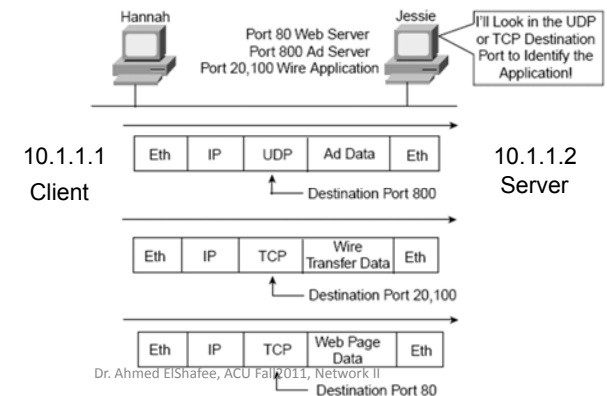 Hannah
Jessie
Port 80 Web Server
Port 800 Ad Server
Port 20,100 Wire Application
I'll Look in the UDP
or TCP Destination
Port to Identify the
Application!
10.1.1.1
Client
10.1.1.2
Server
Eth IP UDP Ad Data Eth
Destination Port 800
Eth IP TCP Wire
Transfer Data Eth
Destination Port 20,100
Eth IP TCP Web Page
Data Eth
Dr. Ahmed ElShafee, ACU Fall2011, Network II
Destination Port 80